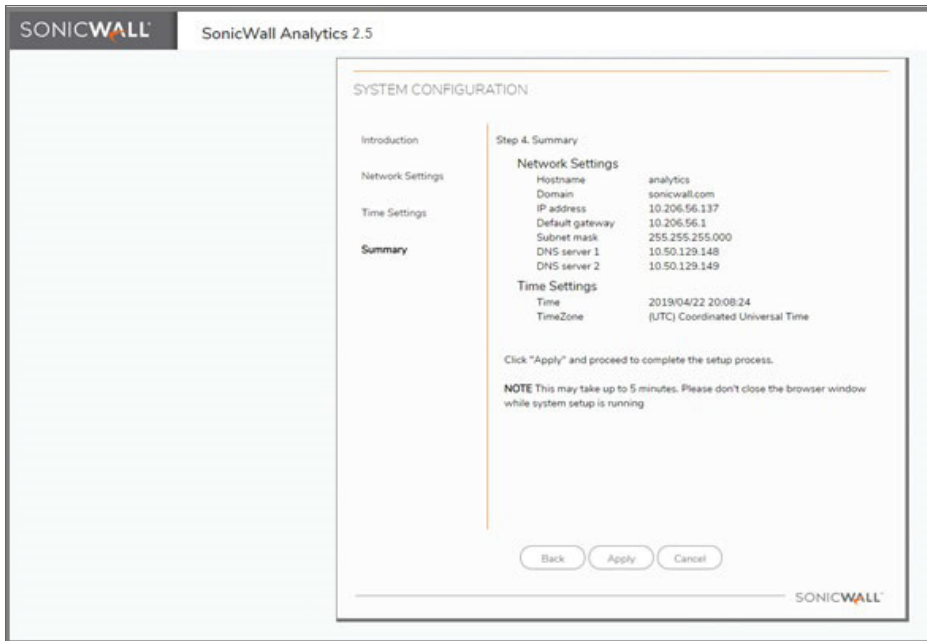 SONICWALL
SonicWall Analytics 2.5
SYSTEM CONFIGURATION
Introduction
Network Settings
Time Settings
Summary
Step 4. Summary
Network Settings
Hostname analytics
Domain sonicwall.com
IP address 10.206.56.137
Default gateway 10.206.56.1
Subnet mask 255.255.255.000
DNS server 1 10.50.129.148
DNS server 2 10.50.129.149
Time Settings
Time 2019/04/22 20:08:24
TimeZone (UTC) Coordinated Universal Time
Click "Apply" and proceed to complete the setup process.
NOTE This may take up to 5 minutes. Please don't close the browser window
while system setup is running
Back Apply Cancel
SONICWALL